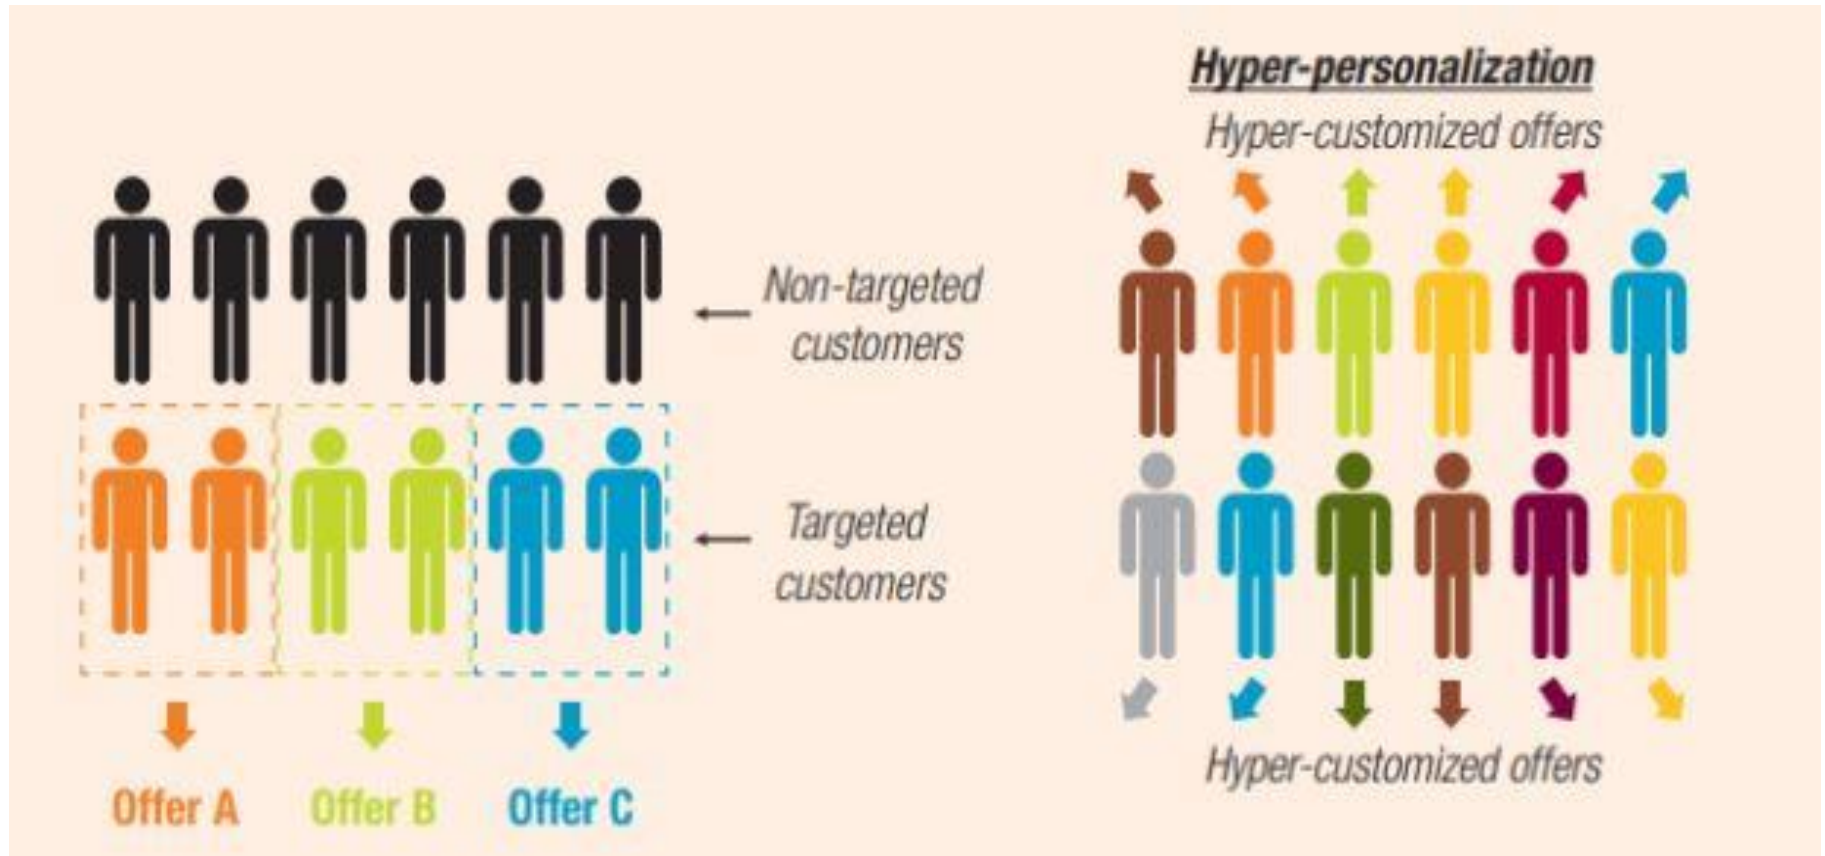 Hyper-personalization
Hyper-customized offers
Non-targeted
customers
Targeted
customers
Offer A
Offer B
Offer C
Hyper-customized offers